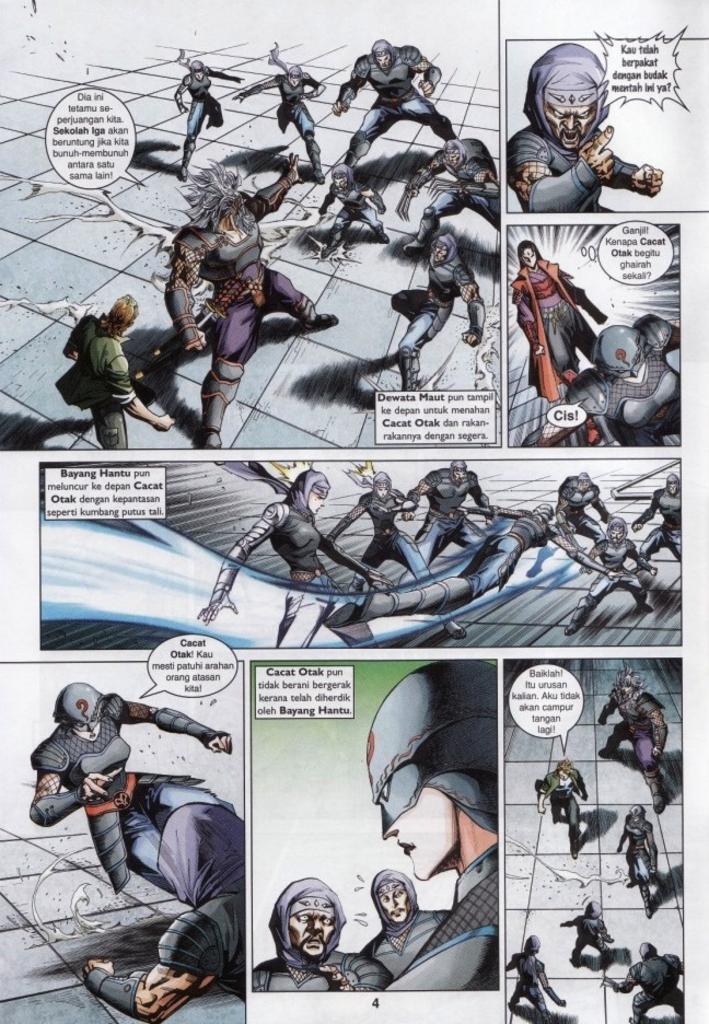 Dia ini
tetamu se-
perjuangan kita.
Sekolah Iga akan
beruntung jika kita
bunuh-membunuh
antara satu
sama lain!
Kau telah
berpakat
dengan budak
mentah ini ya?
Ganjil!
Kenapa Cacat
Otak begitu
ghairah
sekali?
Cis!
Dewata Maut pun tampil
ke depan untuk menahan
Cacat Otak dan rakan-
rakannya dengan segera.
Bayang Hantu pun
meluncur ke depan Cacat
Otak dengan kepantasan
seperti kumbang putus tali.
Cacat
Otak! Kau
mesti patuhi arahan
orang atasan
kita!
Cacat Otak pun
tidak berani bergerak
kerana telah diherdik
oleh Bayang Hantu.
Baiklah!
Itu urusan
kalian. Aku tidak
akan campur
tangan
lagi!
4